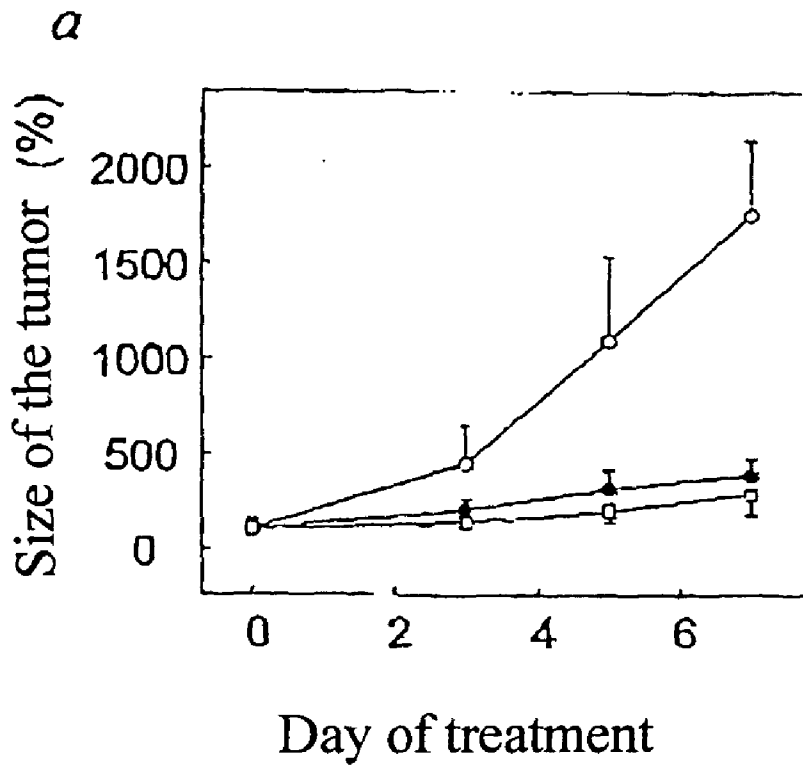 a
Size of the tumor (%)
2000
1500
1000
500
0
0 2 4 6
Day of treatment